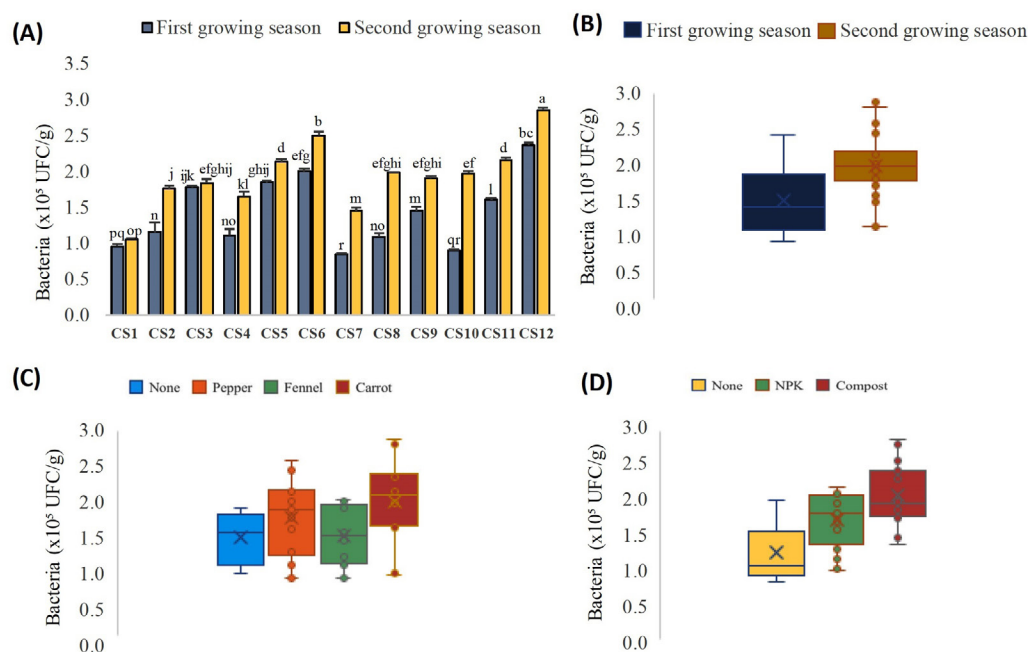 (A)
First growing season Second growing season
Bacteria (x10⁵ UFC/g)
3.5
3.0
2.5
2.0
1.5
1.0
0.5
0.0
pq op n j ijk efghij no kl ghij d efg b r m no efghi m efghi qr ef l d bc a
CS1 CS2 CS3 CS4 CS5 CS6 CS7 CS8 CS9 CS10 CS11 CS12
(B)
First growing season Second growing season
Bacteria (x10⁵ UFC/g)
3.0
2.5
2.0
1.5
1.0
0.5
0.0
(C)
None Pepper Fennel Carrot
Bacteria (x10⁵ UFC/g)
3.0
2.5
2.0
1.5
1.0
0.5
0.0
(D)
None NPK Compost
Bacteria (x10⁵ UFC/g)
3.0
2.5
2.0
1.5
1.0
0.5
0.0